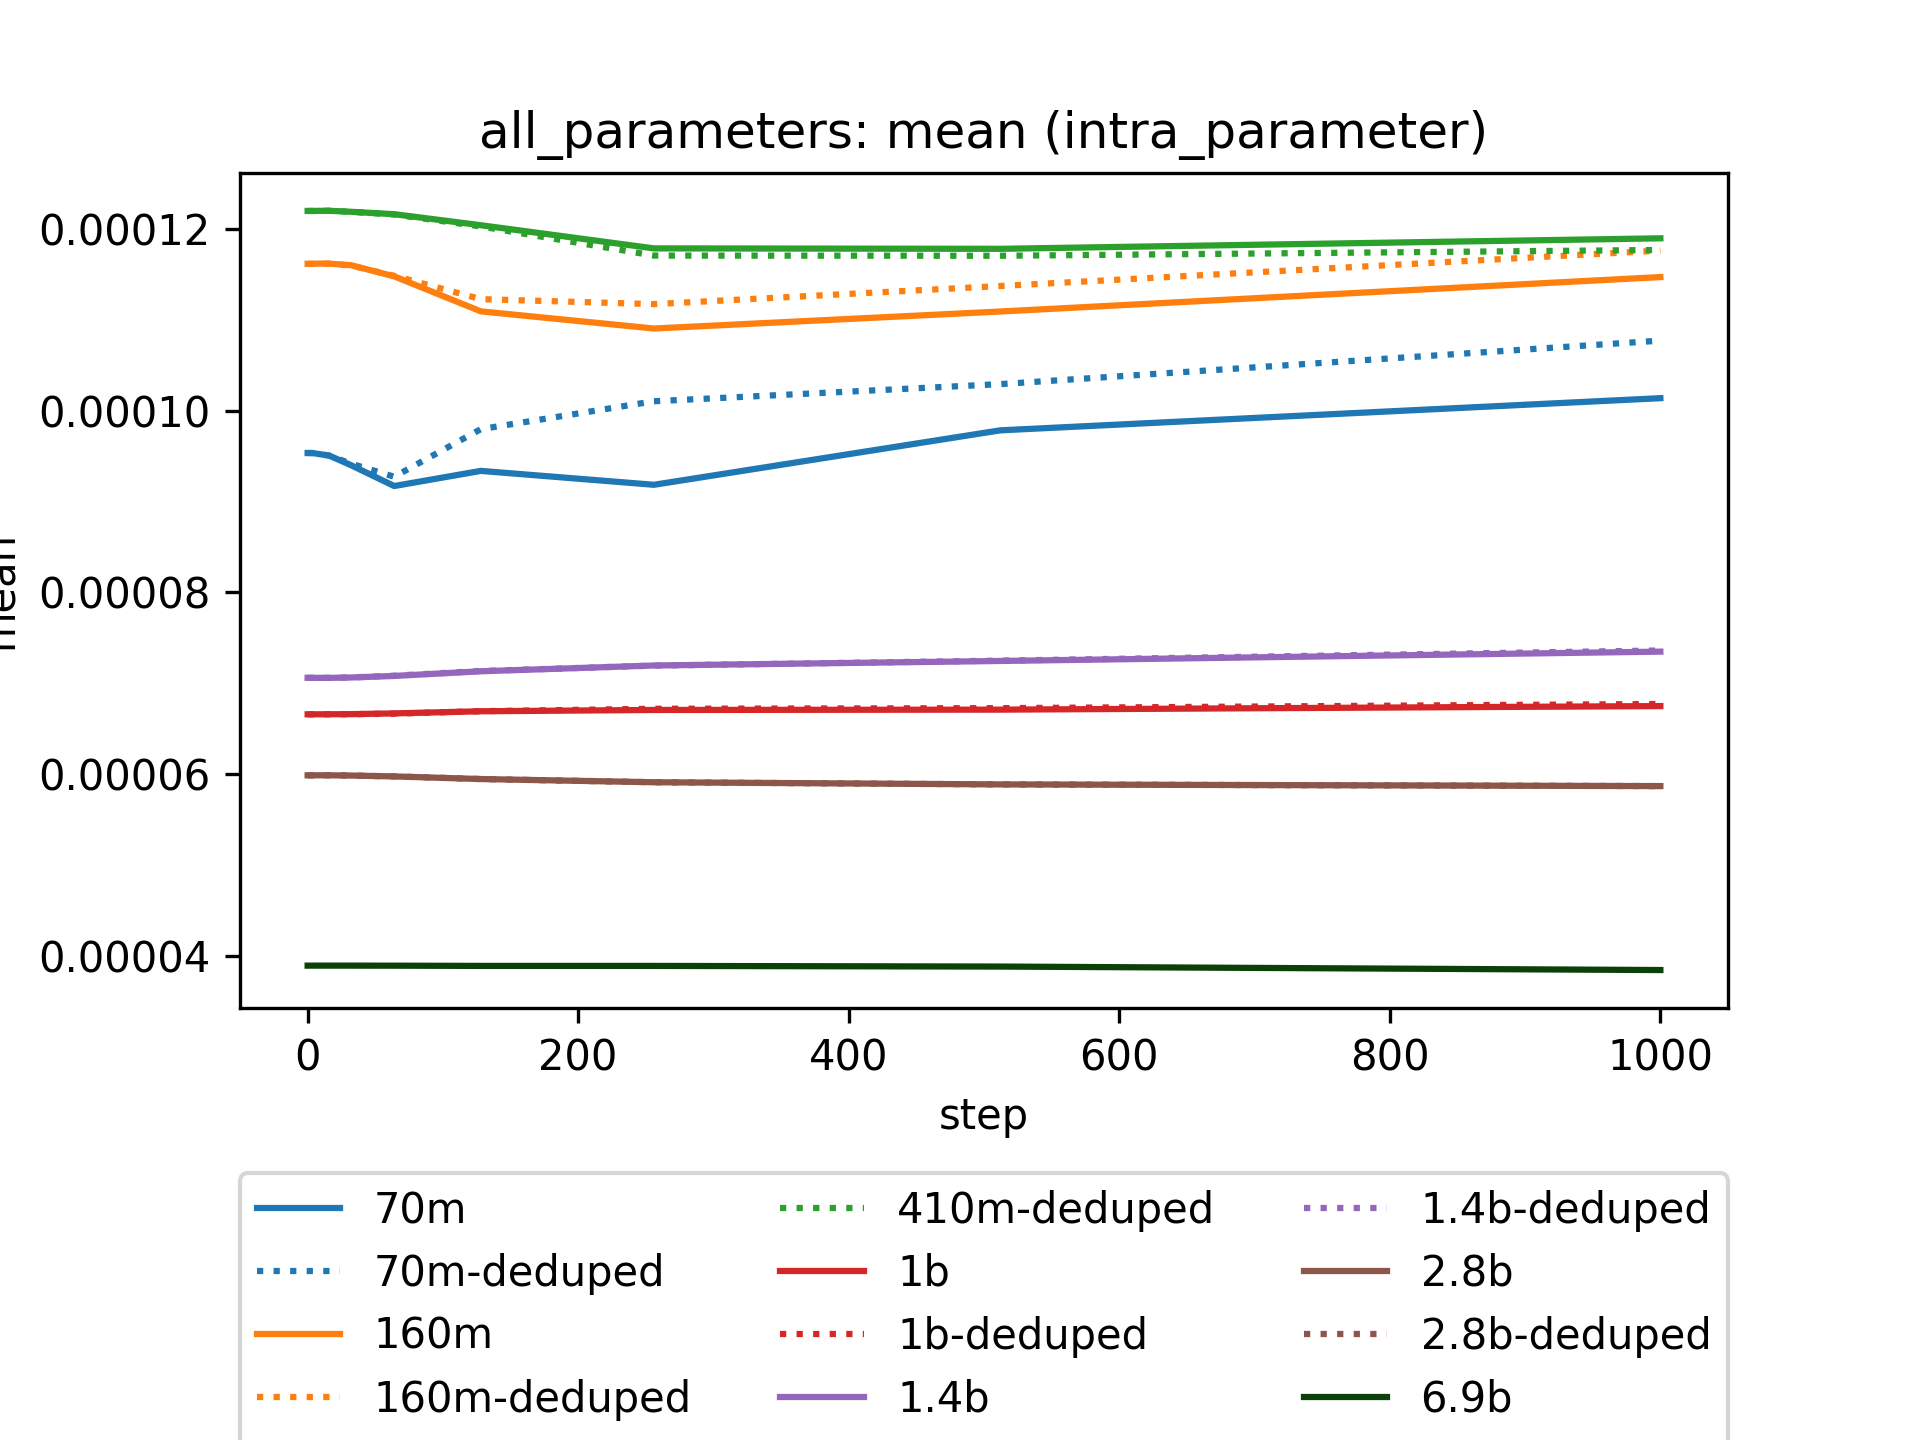 all_parameters: mean (intra_parameter)
0.00012
0.00010
0.00008
0.00006
0.00004
mean
0 200 400 600 800 1000
step
70m 410m-deduped 1.4b-deduped
70m-deduped 1b 2.8b
160m 1b-deduped 2.8b-deduped
160m-deduped 1.4b 6.9b